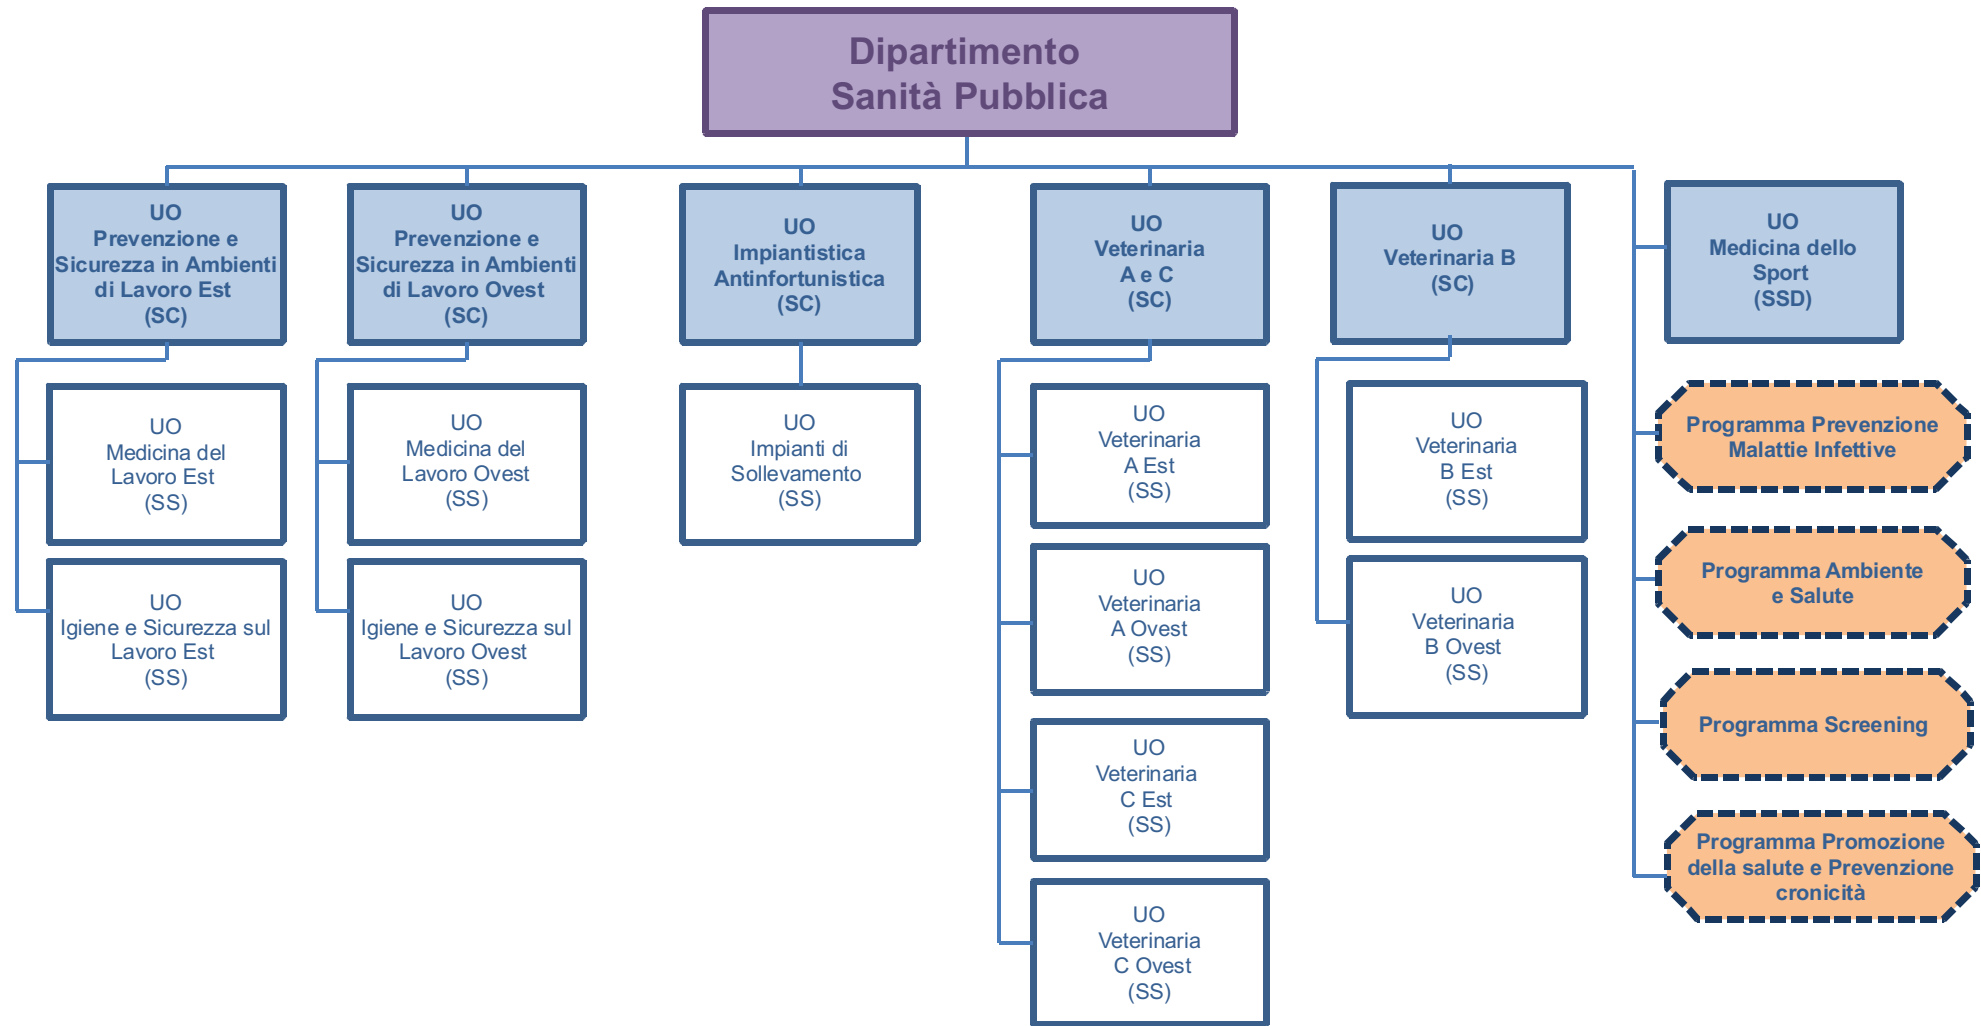 Dipartimento
Sanità Pubblica
UO
Prevenzione e
Sicurezza in Ambienti
di Lavoro Est
(SC)
UO
Prevenzione e
Sicurezza in Ambienti
di Lavoro Ovest
(SC)
UO
Impiantistica
Antinfortunistica
(SC)
UO
Veterinaria
A e C
(SC)
UO
Veterinaria B
(SC)
UO
Medicina dello
Sport
(SSD)
UO
Medicina del
Lavoro Est
(SS)
UO
Igiene e Sicurezza sul
Lavoro Est
(SS)
UO
Medicina del
Lavoro Ovest
(SS)
UO
Igiene e Sicurezza sul
Lavoro Ovest
(SS)
UO
Impianti di
Sollevamento
(SS)
UO
Veterinaria
A Est
(SS)
UO
Veterinaria
A Ovest
(SS)
UO
Veterinaria
C Est
(SS)
UO
Veterinaria
C Ovest
(SS)
UO
Veterinaria
B Est
(SS)
UO
Veterinaria
B Ovest
(SS)
Programma Prevenzione
Malattie Infettive
Programma Ambiente
e Salute
Programma Screening
Programma Promozione
della salute e Prevenzione
cronicità